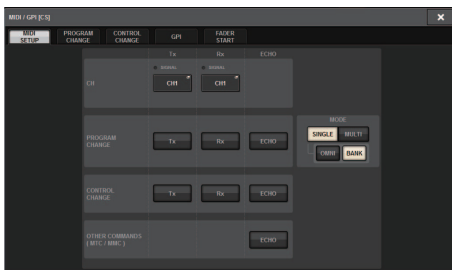 MIDI / GPI [CS]
MIDI SETUP
PROGRAM CHANGE
CONTROL CHANGE
GPI
FADER START
Tx Rx ECHO
CH
CH1 CH1
PROGRAM CHANGE
Tx Rx ECHO
MODE
SINGLE MULTI
OMNI BANK
CONTROL CHANGE
Tx Rx ECHO
OTHER COMMANDS ( MTC / MMC )
ECHO